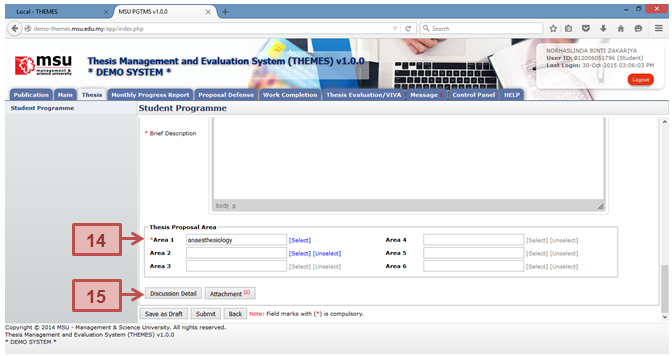 Local - THEMES
MSU PGTMS v1.0.0
demo-themes.msu.edu.my/app/index.php
Search
msu
management &
science university
Thesis Management and Evaluation System (THEMES) v1.0.0
* DEMO SYSTEM *
NORHASLINDA BINTI ZAKARIYA
User ID: 012006051796 (Student)
Last Login: 30-Oct-2015 03:06:03 PM
Logout
Publication Main Thesis Monthly Progress Report Proposal Defense Work Completion Thesis Evaluation/VIVA Message Control Panel HELP
Student Programme
Student Programme
* Brief Description
body p
Thesis Proposal Area
14
*Area 1 anaesthesiology [Select] Area 4 [Select] [Unselect]
Area 2 [Select] [Unselect] Area 5 [Select] [Unselect]
Area 3 [Select] [Unselect] Area 6 [Select] [Unselect]
15
Discussion Detail Attachment (2)
Save as Draft Submit Back Note: Field marks with (*) is compulsory.
Copyright © 2014 MSU - Management & Science University. All rights reserved.
Thesis Management and Evaluation System (THEMES) v1.0.0
* DEMO SYSTEM *